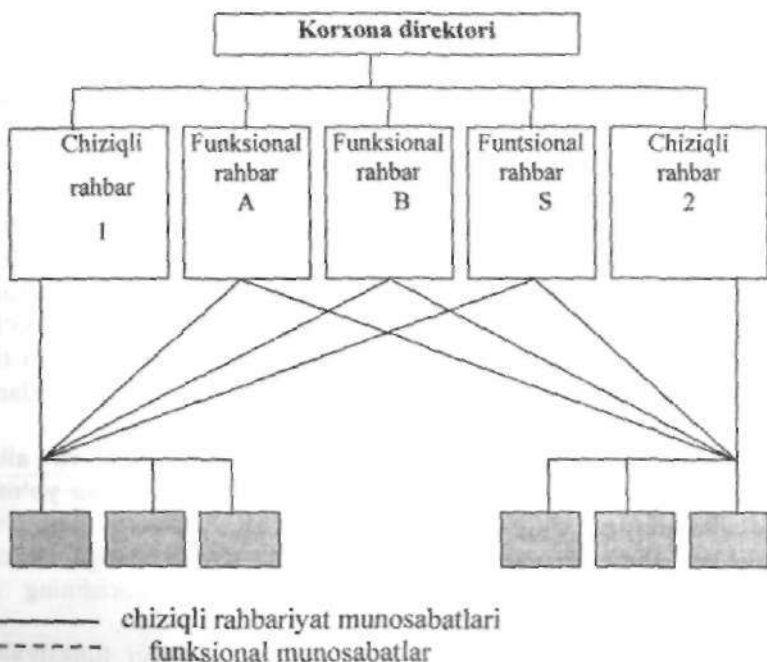 Korxona direktori
Chiziqli
rahbar
1
Funksional
rahbar
A
Funksional
rahbar
B
Funtsional
rahbar
S
Chiziqli
rahbar
2
chiziqli rahbariyat munosabatlari
funksional munosabatlar